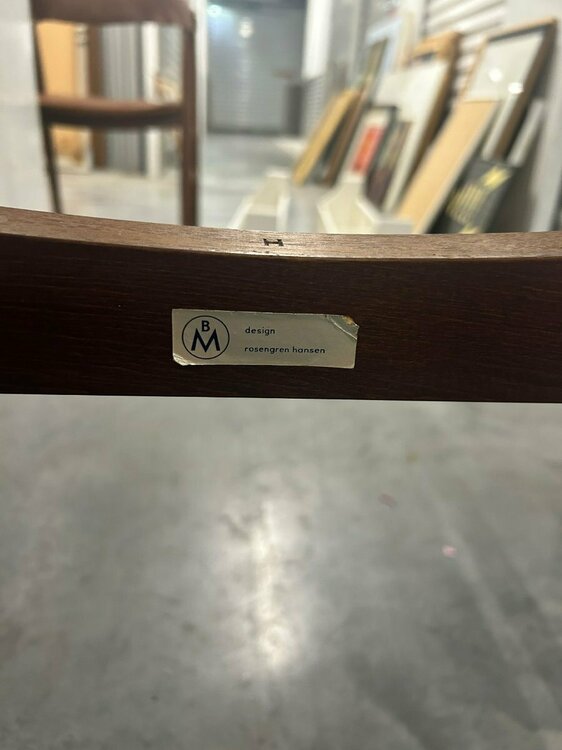 H
BM
design
rosengren hansen